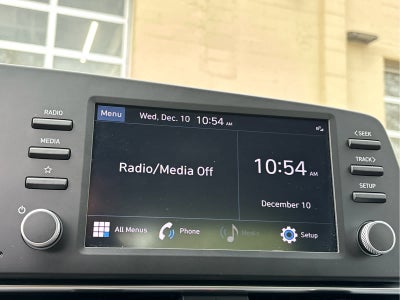 RADIO
MEDIA
Menu
Wed, Dec. 10 10:54 AM
< SEEK
TRACK >
SETUP
Radio/Media Off
10:54 AM
December 10
All Menus
Phone
Media
Setup